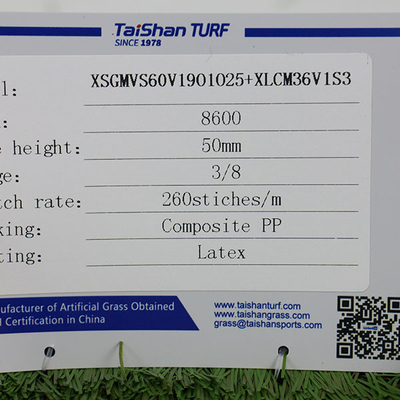 TaiShan TURF
SINCE 1978
l: XSGMVS60V1901025+XLCM36V1S3
: 8600
e height: 50mm
ge: 3/8
tch rate: 260stiches/m
king: Composite PP
ting: Latex
nufacturer of Artificial Grass Obtained
l Certification in China
www.taishanturf.com
www.taishangrass.com
grass@taishansports.com